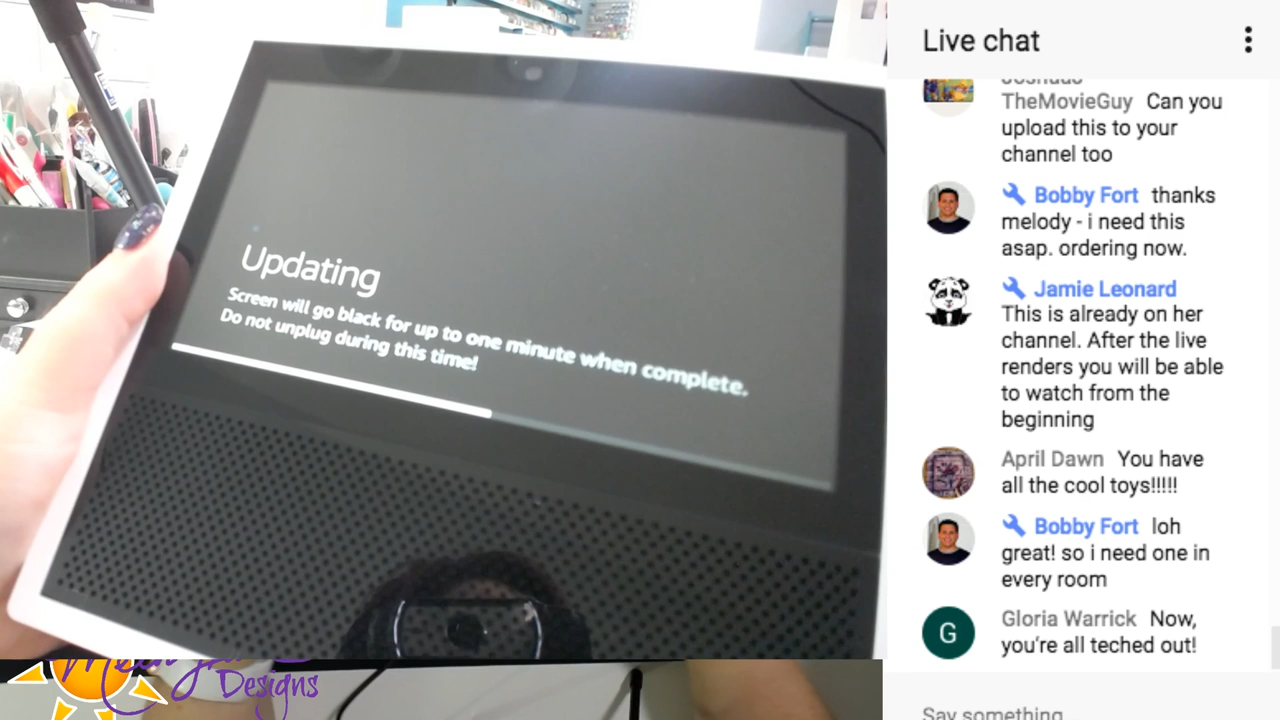 Updating
Screen will go black for up to one minute when complete.
Do not unplug during this time!
Designs
Live chat
TheMovieGuy Can you
upload this to your
channel too
Bobby Fort thanks
melody - i need this
asap. ordering now.
Jamie Leonard
This is already on her
channel. After the live
renders you will be able
to watch from the
beginning
April Dawn You have
all the cool toys!!!!!
Bobby Fort loh
great! so i need one in
every room
G
Gloria Warrick Now,
you're all teched out!
Say something